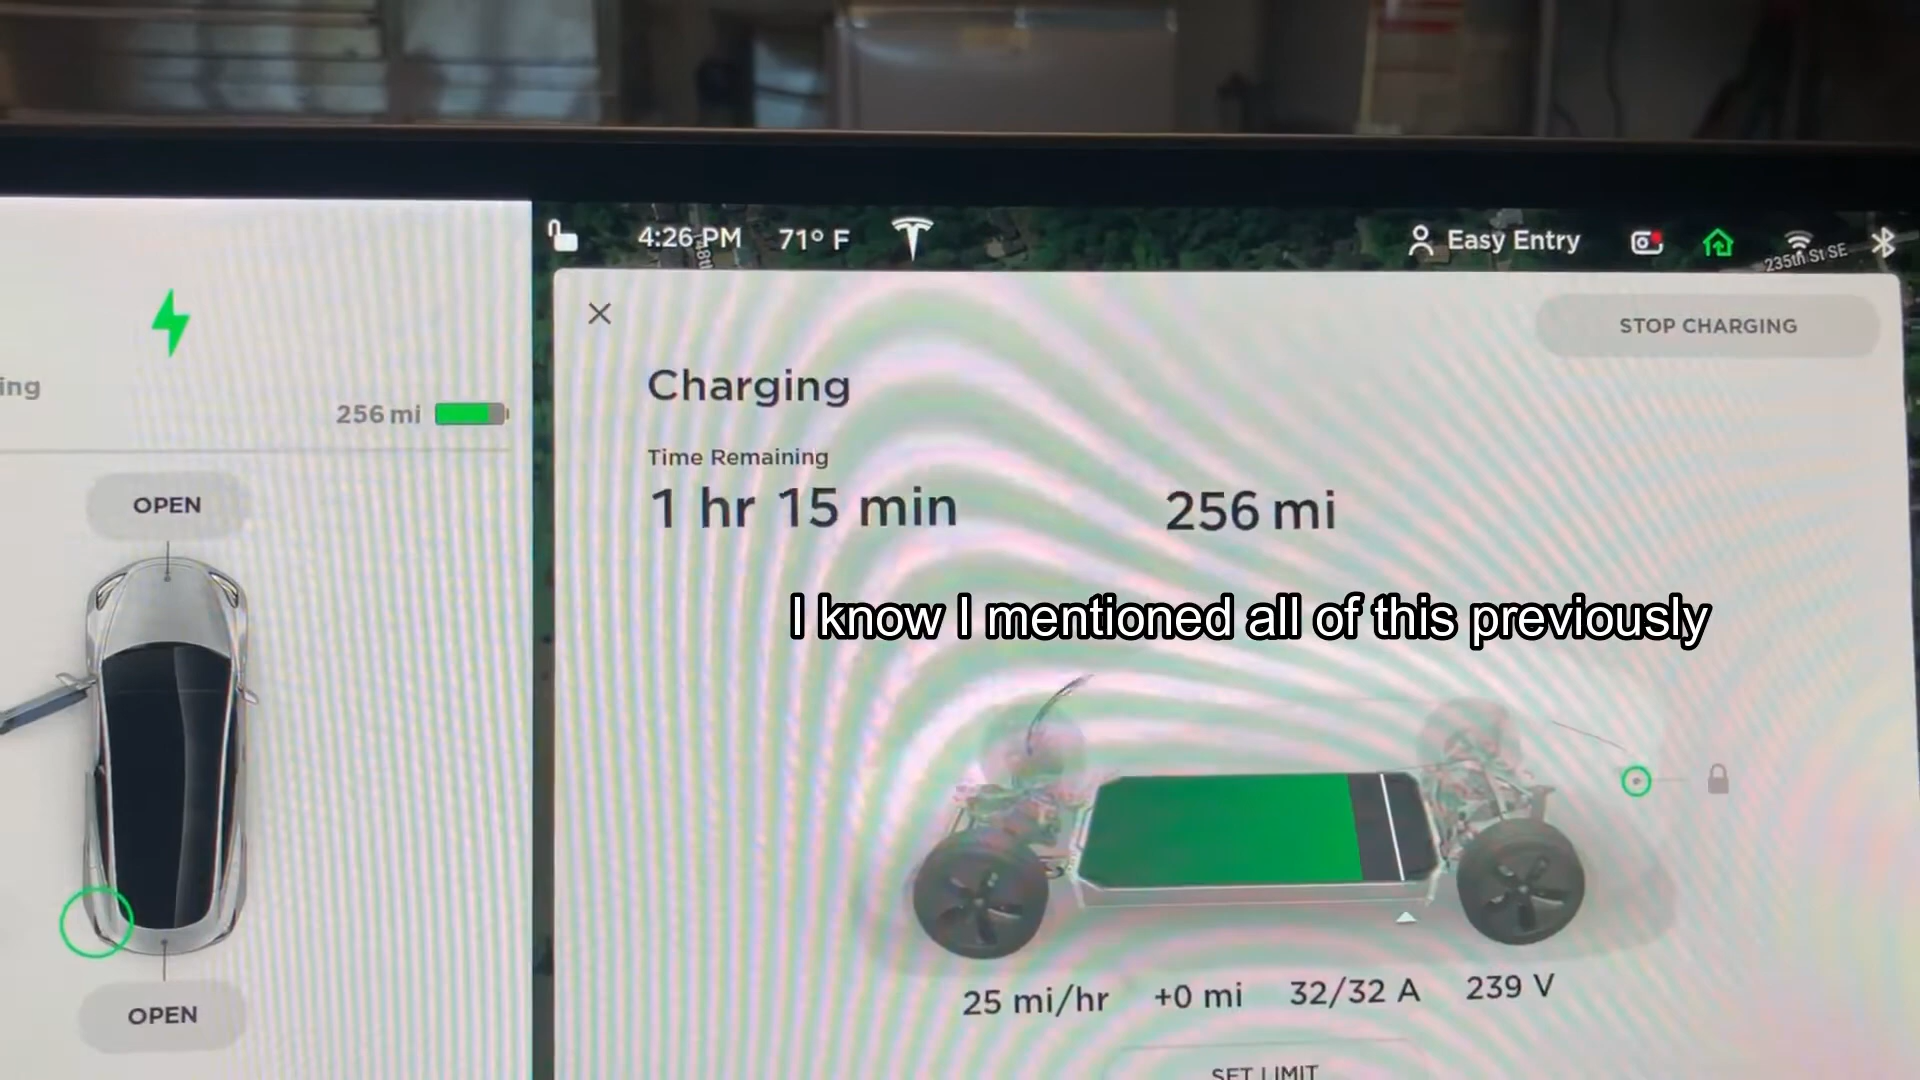 4:26 PM 71° F Easy Entry
235th St SE
STOP CHARGING
ing
256 mi
Charging
Time Remaining
1 hr 15 min 256 mi
OPEN
I know I mentioned all of this previously
25 mi/hr +0 mi 32/32 A 239 V
OPEN
SET LIMIT